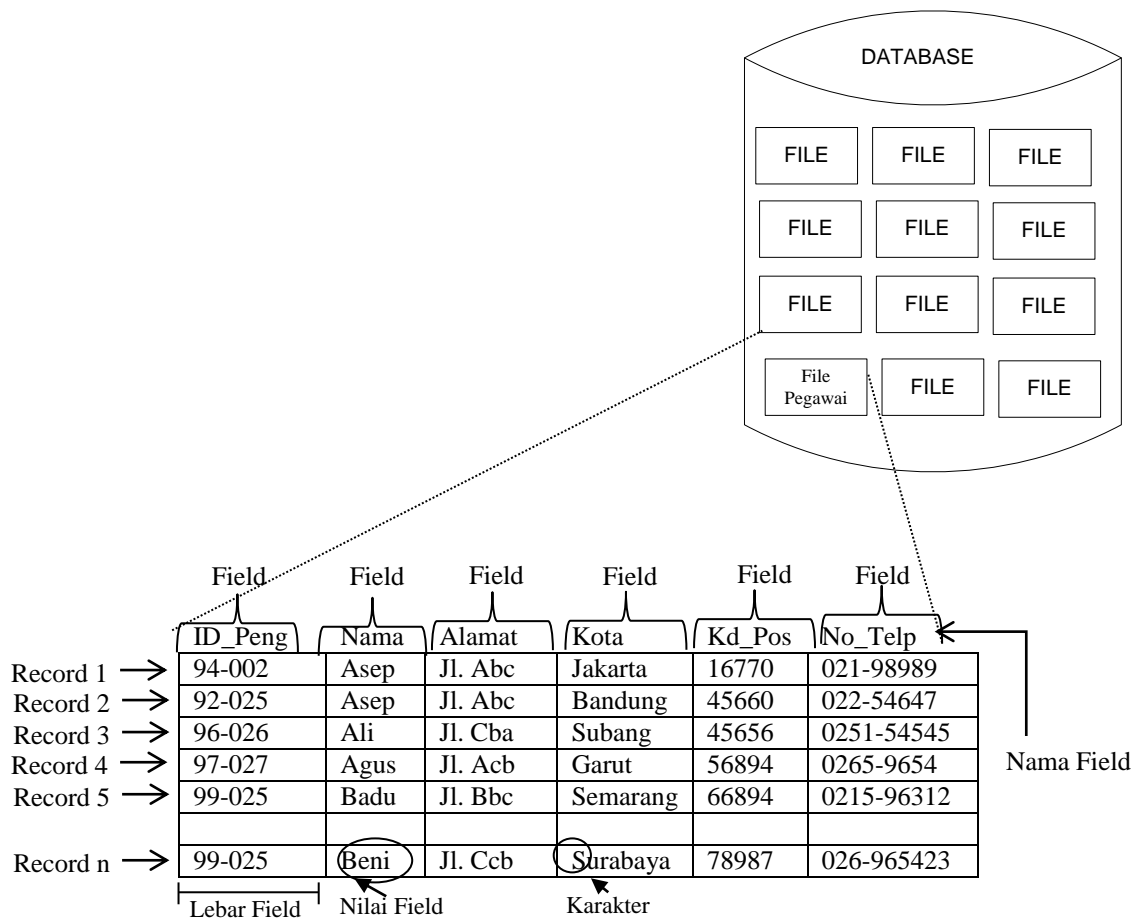 DATABASE
FILE FILE FILE
FILE FILE FILE
FILE FILE FILE
File
Pegawai FILE FILE
Field Field Field Field Field Field
ID_Peng Nama Alamat Kota Kd_Pos No_Telp
Record 1 94-002 Asep Jl. Abc Jakarta 16770 021-98989
Record 2 92-025 Asep Jl. Abc Bandung 45660 022-54647
Record 3 96-026 Ali Jl. Cba Subang 45656 0251-54545
Record 4 97-027 Agus Jl. Acb Garut 56894 0265-9654
Nama Field
Record 5 99-025 Badu Jl. Bbc Semarang 66894 0215-96312
Record n 99-025 Beni Jl. Ccb Surabaya 78987 026-965423
Lebar Field Nilai Field Karakter